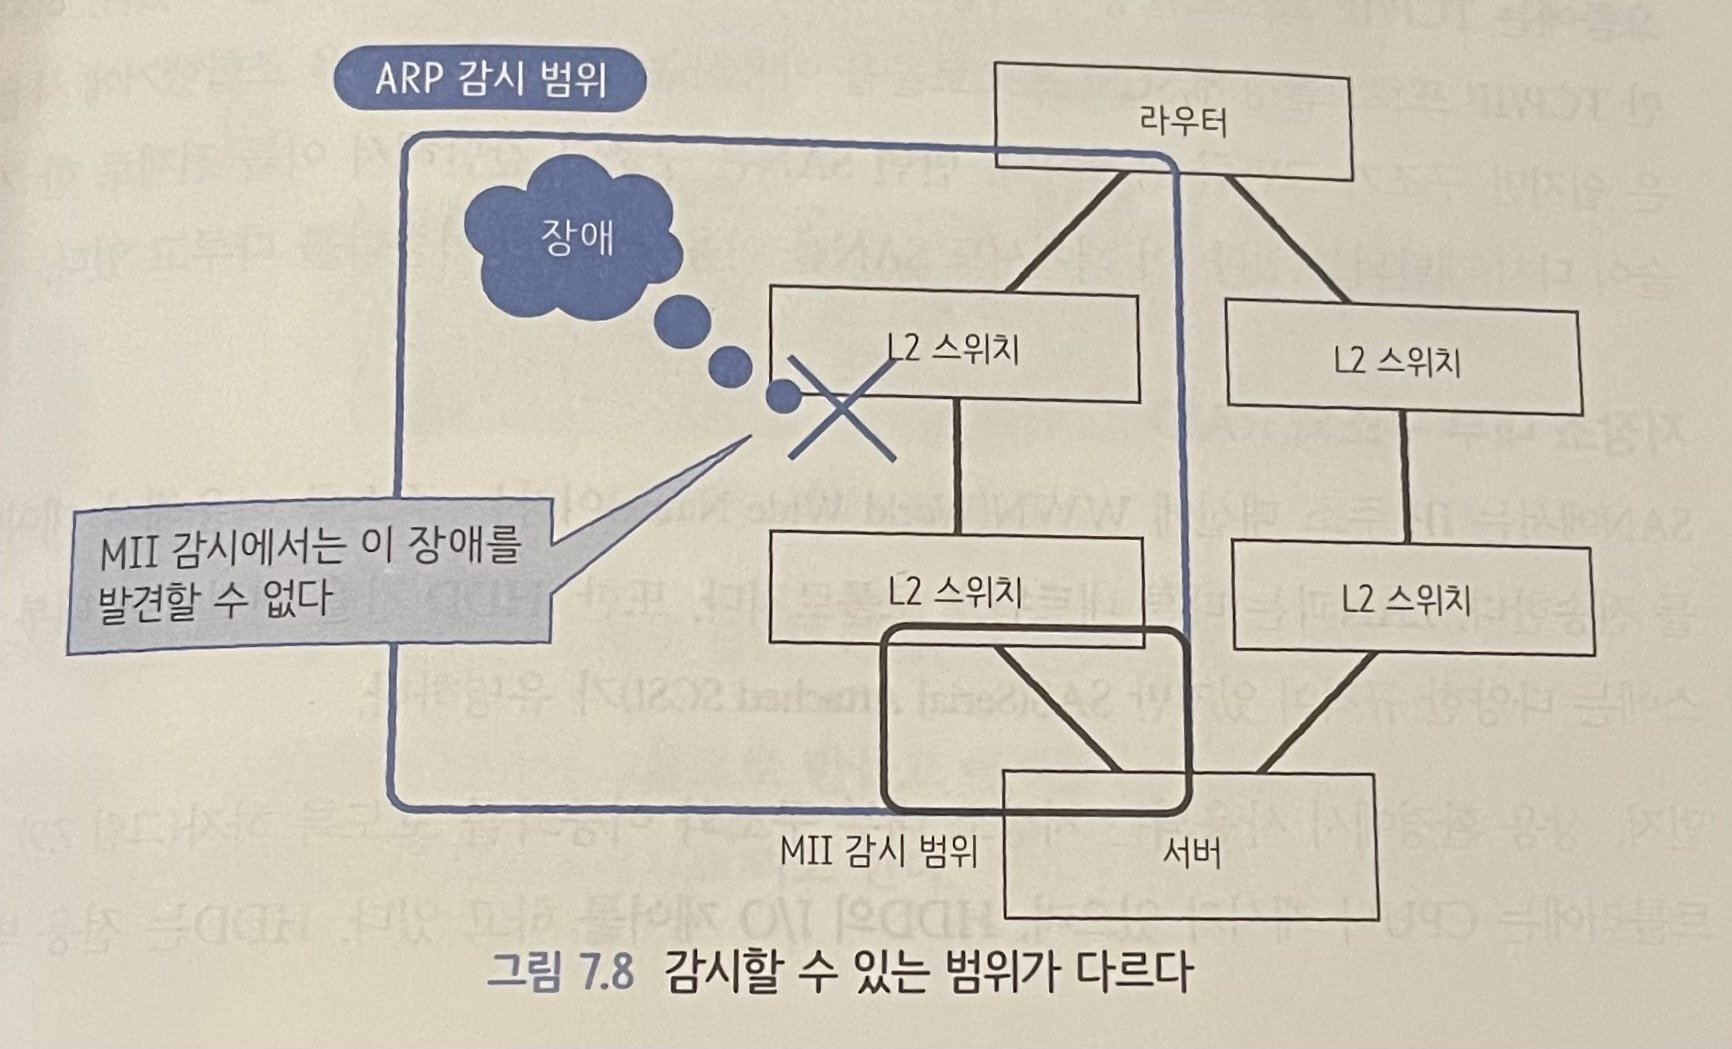 ARP 감시 범위
라우터
장애
L2 스위치
L2 스위치
MII 감시에서는 이 장애를
발견할 수 없다
L2 스위치
L2 스위치
MII 감시 범위
서버
그림 7.8 감시할 수 있는 범위가 다르다